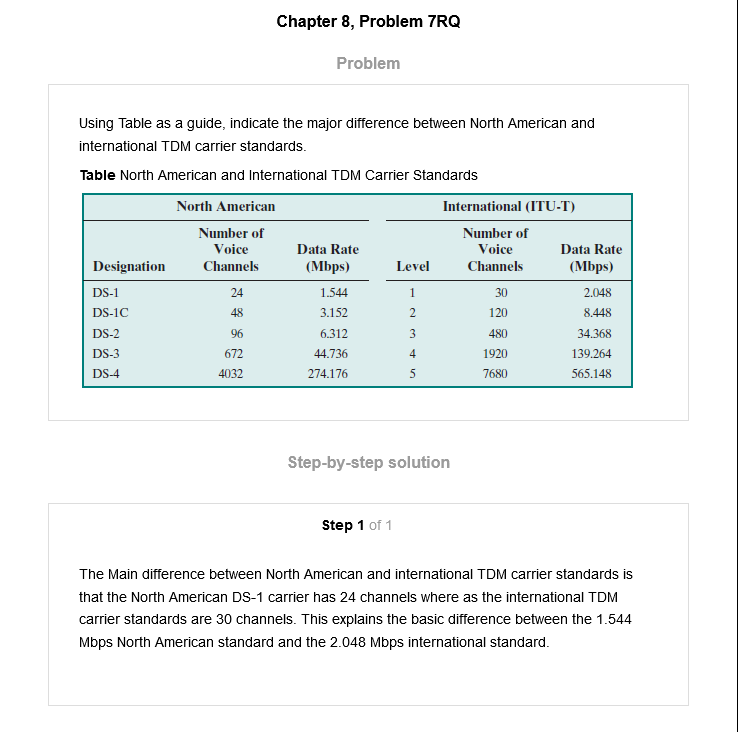 Chapter 8, Problem 7RQ
Problem
Using Table as a guide, indicate the major difference between North American and
international TDM carrier standards.
Table North American and International TDM Carrier Standards
North American International (ITU-T)
Number of Number of
Voice Data Rate Voice Data Rate
Designation Channels (Mbps) Level Channels (Mbps)
DS-1 24 1.544 1 30 2.048
DS-1C 48 3.152 2 120 8.448
DS-2 96 6.312 3 480 34.368
DS-3 672 44.736 4 1920 139.264
DS-4 4032 274.176 5 7680 565.148
Step-by-step solution
Step 1 of 1
The Main difference between North American and international TDM carrier standards is
that the North American DS-1 carrier has 24 channels where as the international TDM
carrier standards are 30 channels. This explains the basic difference between the 1.544
Mbps North American standard and the 2.048 Mbps international standard.